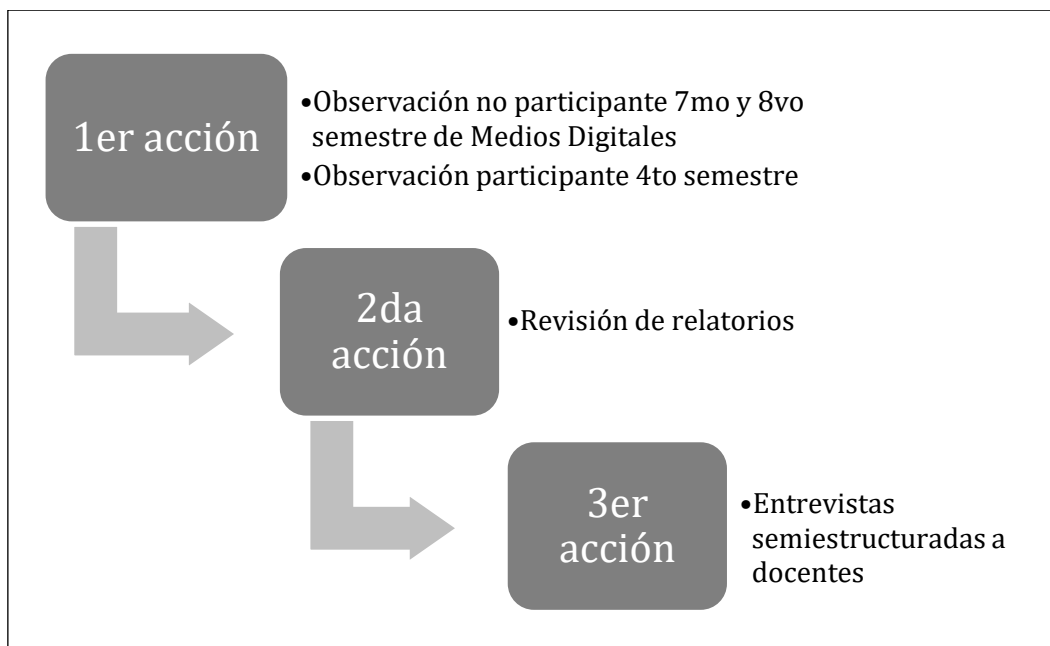 1er acción
•Observación no participante 7mo y 8vo
semestre de Medios Digitales
•Observación participante 4to semestre
2da
acción
•Revisión de relatorios
3er
acción
•Entrevistas
semiestructuradas a
docentes